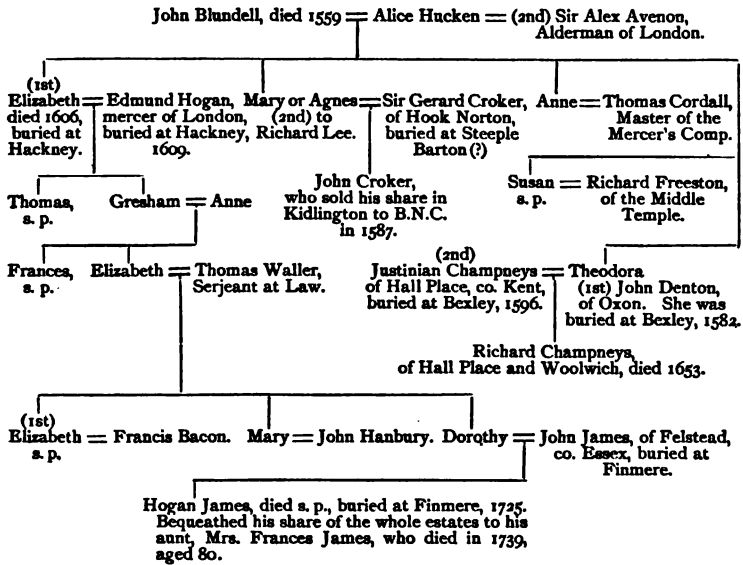 John Blundell, died 1559 = Alice Hucken = (2nd) Sir Alex Avenon,
Alderman of London.
(1st)
Elizabeth = Edmund Hogan, Mary or Agnes = Sir Gerard Croker, Anne = Thomas Cordall,
died 1606, mercer of London, (2nd) to of Hook Norton, Master of the
buried at buried at Hackney, Richard Lee. buried at Steeple Mercer's Comp.
Hackney. 1609. Barton (?)
John Croker, Susan = Richard Freeston,
Thomas, Gresham = Anne who sold his share in s. p. of the Middle
s. p. Kidlington to B.N.C. Temple.
in 1587.
(2nd)
Frances, Elizabeth = Thomas Waller, Justinian Champneys = Theodora
s. p. Serjeant at Law. of Hall Place, co. Kent, (1st) John Denton,
buried at Bexley, 1596. of Oxon. She was
buried at Bexley, 1582.
Richard Champneys,
of Hall Place and Woolwich, died 1653.
(1st)
Elizabeth = Francis Bacon. Mary = John Hanbury. Dorothy = John James, of Felstead,
s. p. co. Essex, buried at
Finmere.
Hogan James, died s. p., buried at Finmere, 1725.
Bequeathed his share of the whole estates to his
aunt, Mrs. Frances James, who died in 1739,
aged 80.